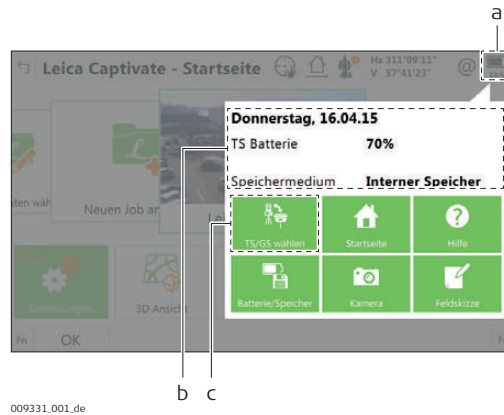 a
Leica Captivate - Startseite
Hz 311°09'11"
V 57°41'23"
@
Donnerstag, 16.04.15
TS Batterie 70%
Speichermedium Interner Speicher
Neuen Job an
TS/GS wählen
Startseite
Hilfe
Einstellungen
3D Ansicht
Batterie/Speicher
Kamera
Feldskizze
Fn
OK
b
c
009331_001_de